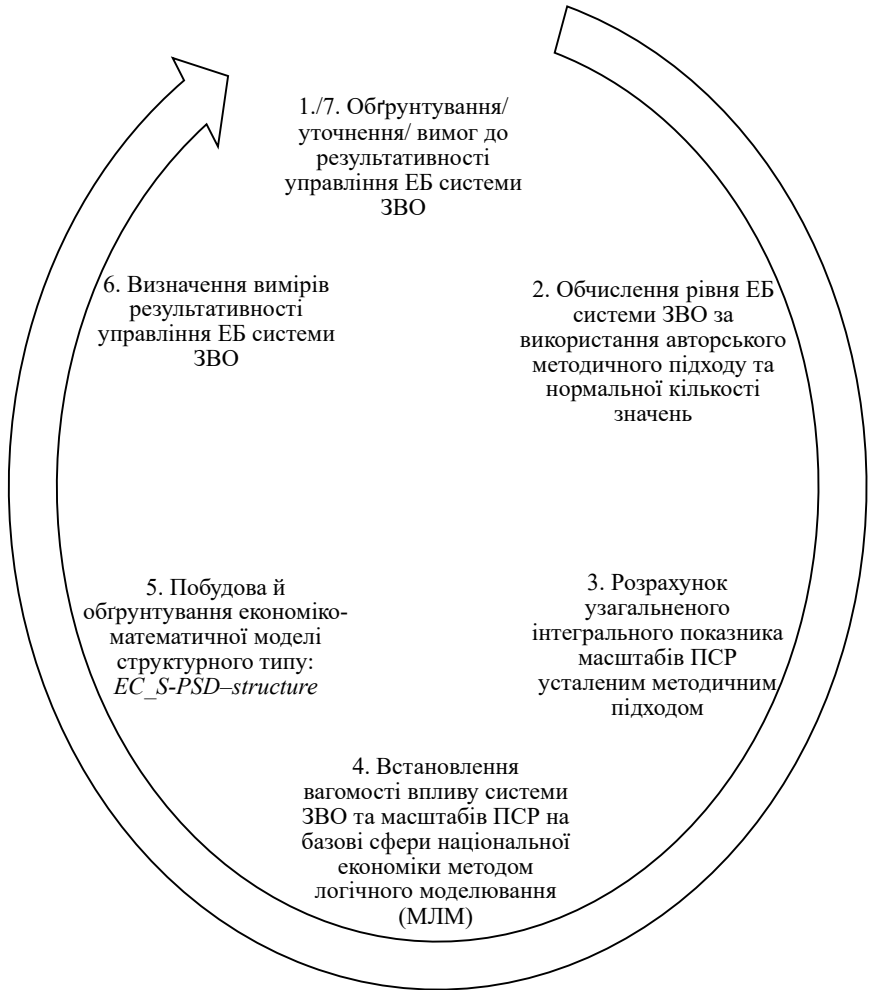 1./7. Обґрунтування/
уточнення/ вимог до
результативності
управління ЕБ системи
ЗВО
2. Обчислення рівня ЕБ
системи ЗВО за
використання авторського
методичного підходу та
нормальної кількості
значень
3. Розрахунок
узагальненого
інтегрального показника
масштабів ПСР
усталеним методичним
підходом
4. Встановлення
вагомості впливу системи
ЗВО та масштабів ПСР на
базові сфери національної
економіки методом
логічного моделювання
(МЛМ)
5. Побудова й
обґрунтування економіко-
математичної моделі
структурного типу:
EC_S-PSD–structure
6. Визначення вимірів
результативності
управління ЕБ системи
ЗВО